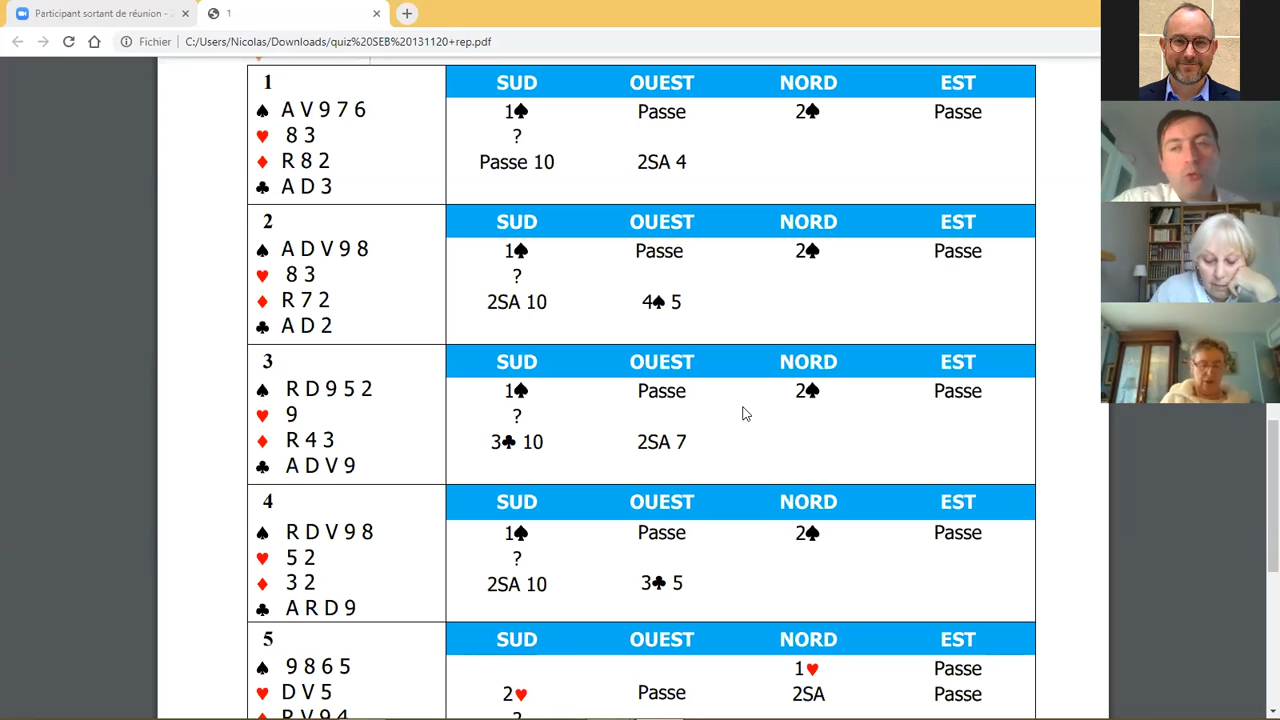 Participant sortant de réunion - 2
1
Fichier C:/Users/Nicolas/Downloads/quiz%20SEB%20131120+rep.pdf
1 SUD OUEST NORD EST
♠ A V 9 7 6 1♠ Passe 2♠ Passe
♥ 8 3 ?
♦ R 8 2 Passe 10 2SA 4
♣ A D 3
2 SUD OUEST NORD EST
♠ A D V 9 8 1♠ Passe 2♠ Passe
♥ 8 3 ?
♦ R 7 2 2SA 10 4♠ 5
♣ A D 2
3 SUD OUEST NORD EST
♠ R D 9 5 2 1♠ Passe 2♠ Passe
♥ 9 ?
♦ R 4 3 3♣ 10 2SA 7
♣ A D V 9
4 SUD OUEST NORD EST
♠ R D V 9 8 1♠ Passe 2♠ Passe
♥ 5 2 ?
♦ 3 2 2SA 10 3♣ 5
♣ A R D 9
5 SUD OUEST NORD EST
♠ 9 8 6 5 1♥ Passe
♥ D V 5 2♥ Passe 2SA Passe
♦ R V 9 4 ?